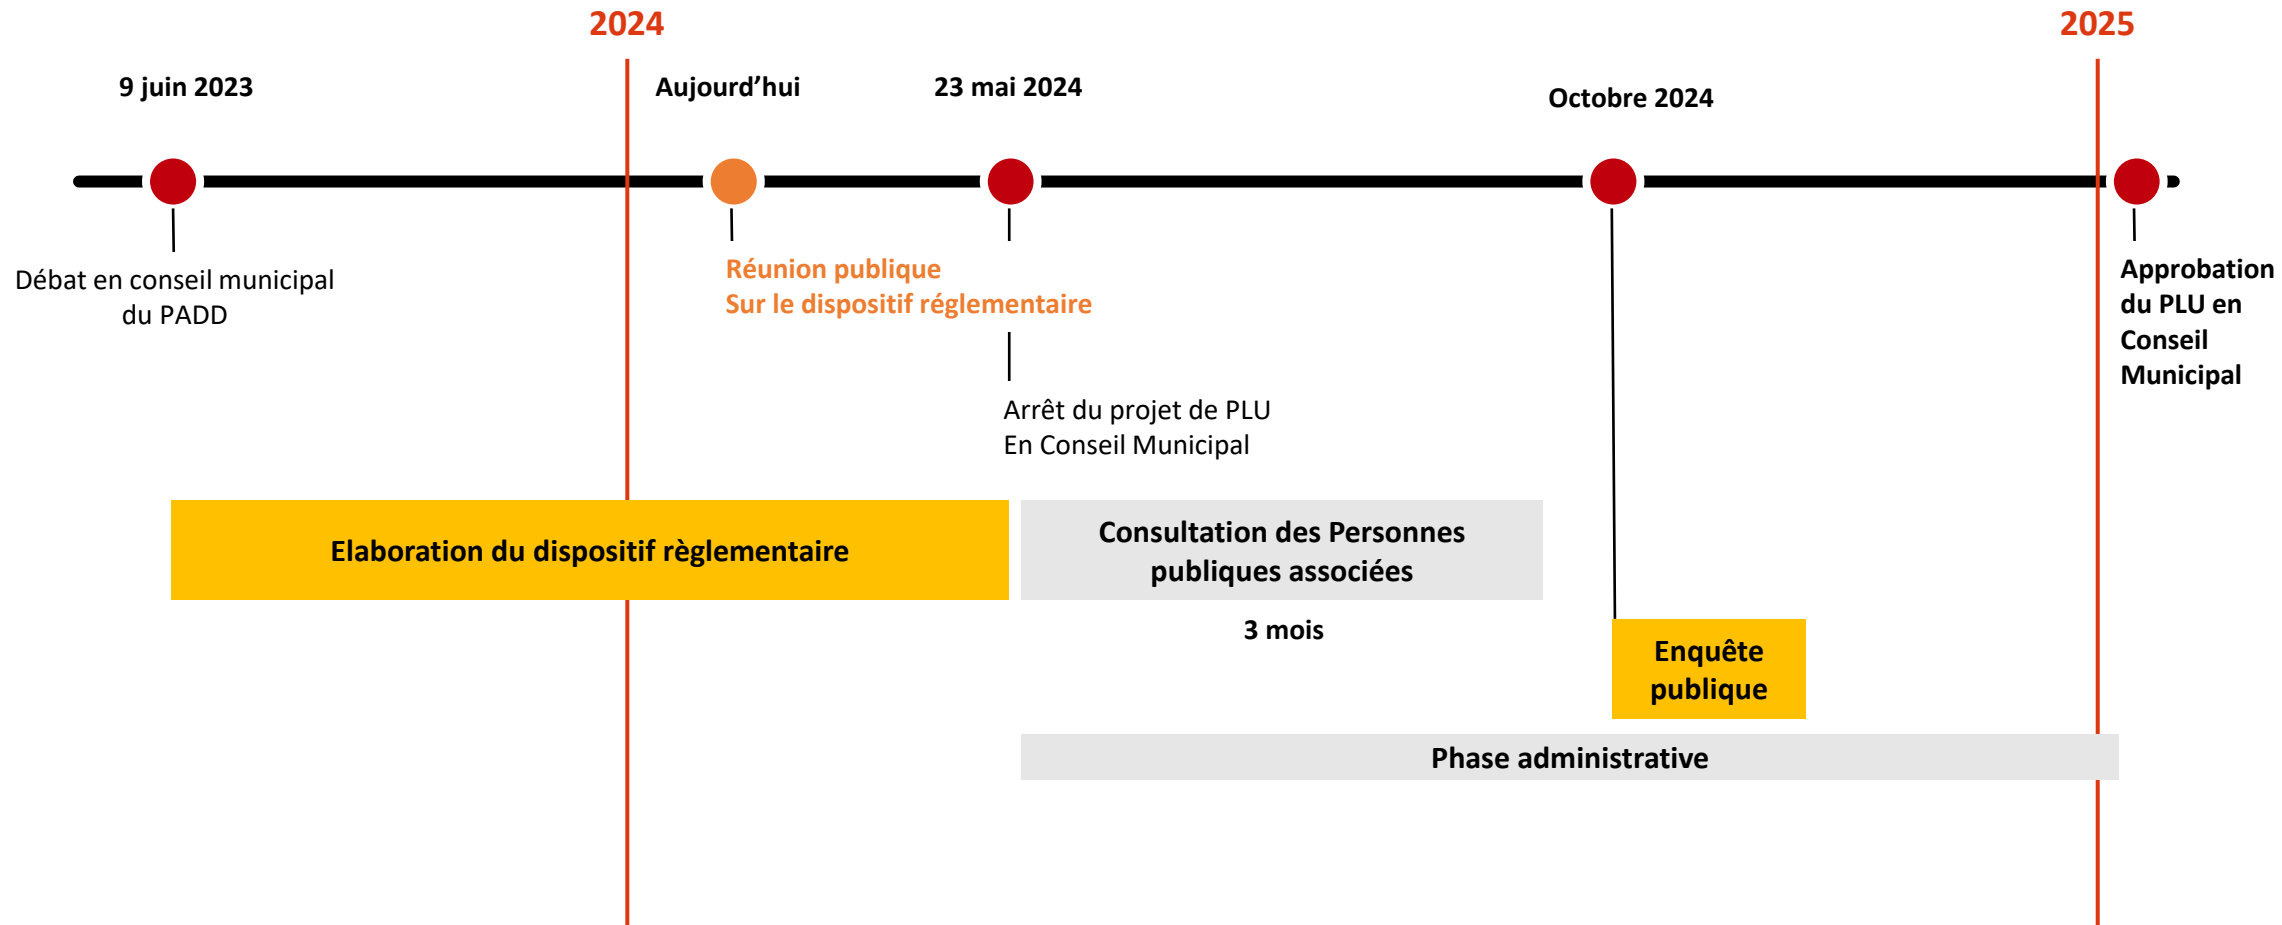 2024
2025
9 juin 2023
Aujourd’hui
23 mai 2024
Octobre 2024
Débat en conseil municipal
du PADD
Réunion publique
Sur le dispositif réglementaire
Arrêt du projet de PLU
En Conseil Municipal
Approbation
du PLU en
Conseil
Municipal
Elaboration du dispositif règlementaire
Consultation des Personnes
publiques associées
3 mois
Enquête
publique
Phase administrative